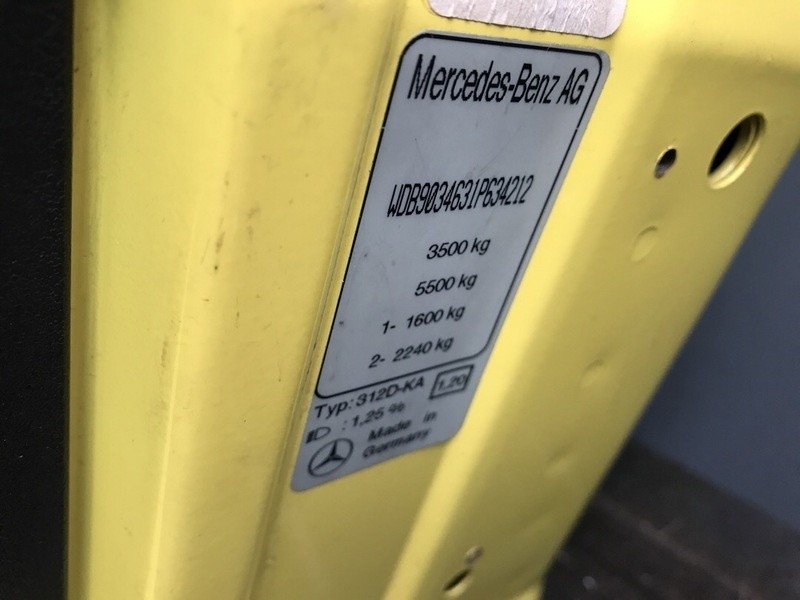 Mercedes-Benz AG
WDB9034631P634212
3500 kg
5500 kg
1- 1600 kg
2- 2240 kg
Typ: 312D-KA 1,20
: 1,25 %
Made in
Germany